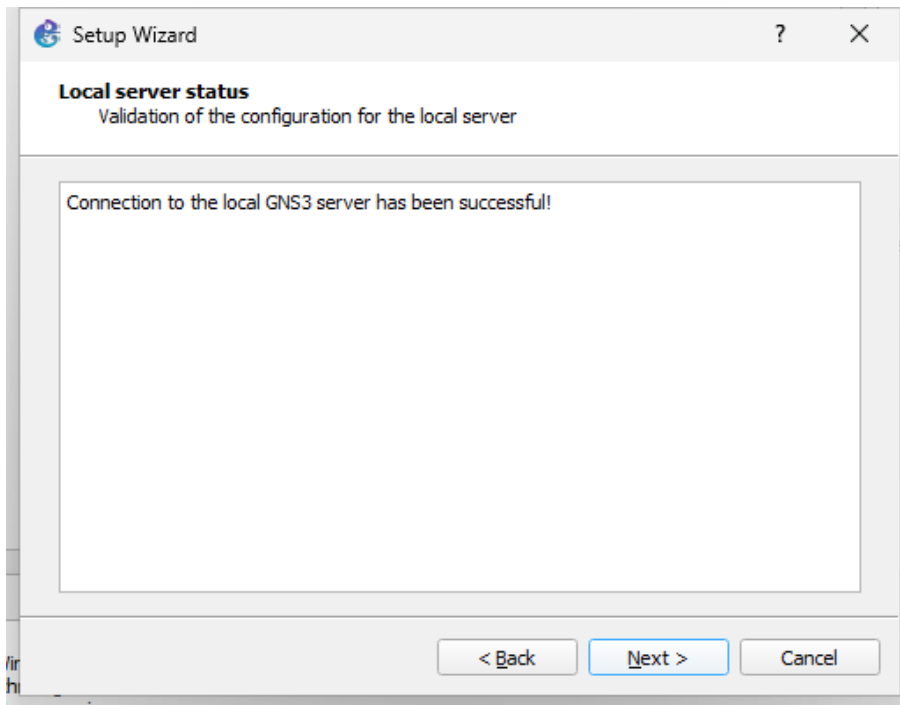 Setup Wizard
?
Local server status
Validation of the configuration for the local server
Connection to the local GNS3 server has been successful!
< Back
Next >
Cancel